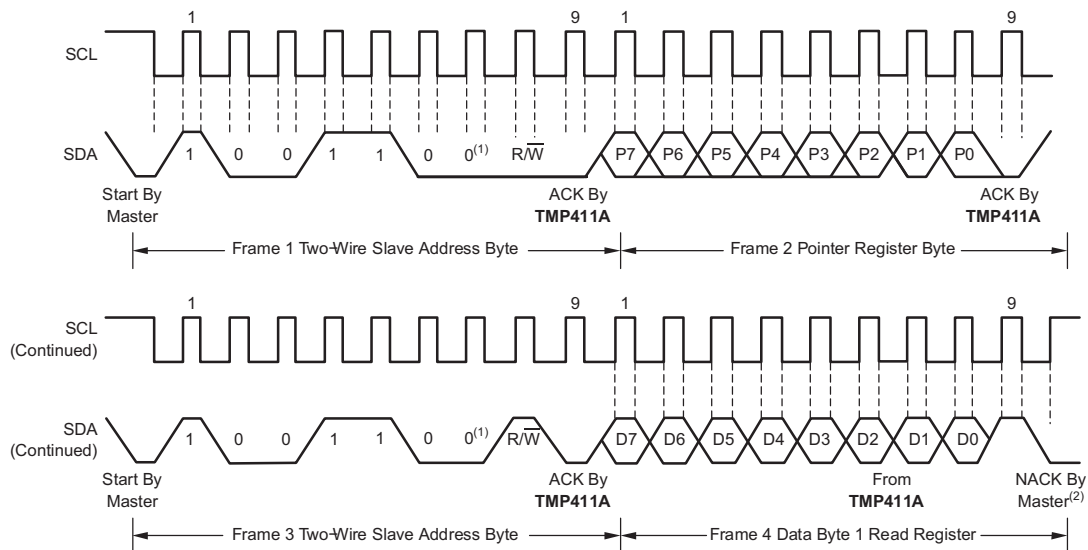 1 9 1 9
SCL
SDA
1 0 0 1 1 0 0(1) R/W̅ P7 P6 P5 P4 P3 P2 P1 P0
Start By
Master
ACK By
TMP411A
ACK By
TMP411A
Frame 1 Two-Wire Slave Address Byte
Frame 2 Pointer Register Byte
1 9 1 9
SCL
(Continued)
SDA
(Continued)
1 0 0 1 1 0 0(1) R/W̅ D7 D6 D5 D4 D3 D2 D1 D0
Start By
Master
ACK By
TMP411A
From
TMP411A
NACK By
Master(2)
Frame 3 Two-Wire Slave Address Byte
Frame 4 Data Byte 1 Read Register